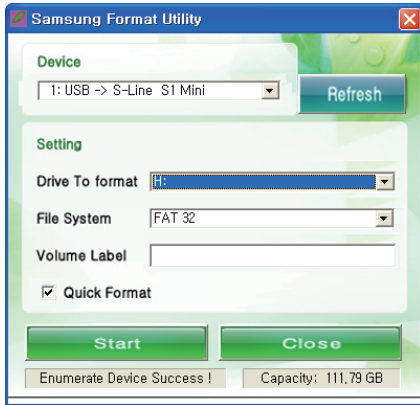 Samsung Format Utility
Device
1: USB -> S-Line S1 Mini
Refresh
Setting
Drive To format H:
File System FAT 32
Volume Label
Quick Format
Start Close
Enumerate Device Success ! Capacity: 111,79 GB